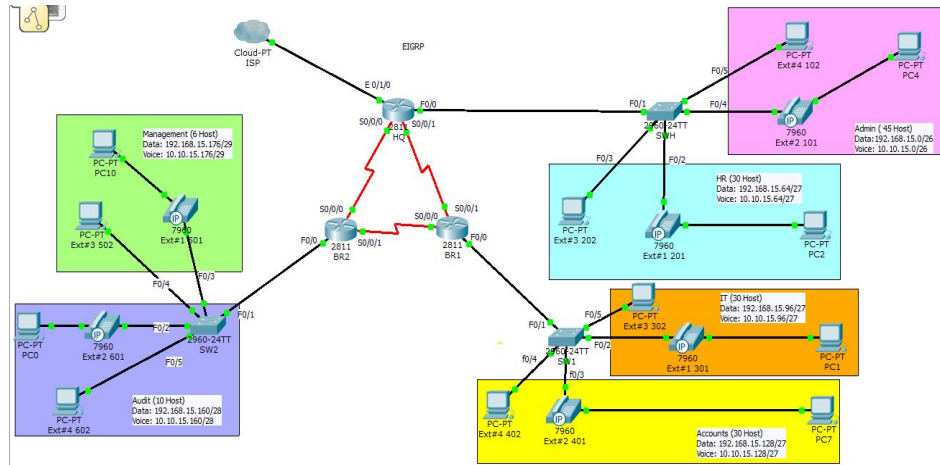 Cloud-PT
ISP
EIGRP
E 0/1/0
F0/0
S0/0/0
S0/0/1
2811
HQ
F0/1
2960-24TT
SWH
F0/5
F0/4
F0/3
F0/2
PC-PT
Ext#4 102
PC-PT
PC4
IP
7960
Ext#2 101
Admin ( 45 Host)
Data: 192.168.15.0/26
Voice: 10.10.15.0/26
HR (30 Host)
Data: 192.168.15.64/27
Voice: 10.10.15.64/27
PC-PT
Ext#3 202
IP
7960
Ext#1 201
PC-PT
PC2
Management (6 Host)
Data: 192.168.15.176/29
Voice: 10.10.15.176/29
PC-PT
PC10
PC-PT
Ext#3 502
IP
7960
Ext#1 501
F0/3
F0/4
S0/0/0
S0/0/1
F0/0
2811
BR2
S0/0/0
S0/0/1
F0/0
2811
BR1
F0/1
F0/2
F0/5
2960-24TT
SW2
PC-PT
PC0
IP
7960
Ext#2 601
PC-PT
Ext#4 602
Audit (10 Host)
Data: 192.168.15.160/28
Voice: 10.10.15.160/28
F0/1
F0/5
F0/2
f0/4
f0/3
2960-24TT
SW1
PC-PT
Ext#3 302
IT (30 Host)
Data: 192.168.15.96/27
Voice: 10.10.15.96/27
IP
7960
Ext#1 301
PC-PT
PC1
PC-PT
Ext#4 402
IP
7960
Ext#2 401
PC-PT
PC7
Accounts (30 Host)
Data: 192.168.15.128/27
Voice: 10.10.15.128/27